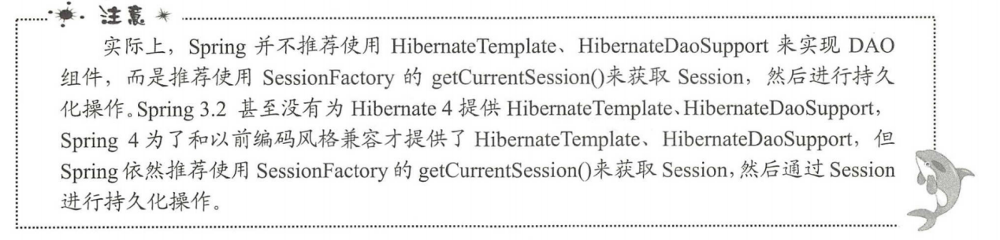 注意
实际上，Spring 并不推荐使用 HibernateTemplate、HibernateDaoSupport 来实现 DAO
组件，而是推荐使用 SessionFactory 的 getCurrentSession()来获取 Session，然后进行持久
化操作。Spring 3.2 甚至没有为 Hibernate 4 提供 HibernateTemplate、HibernateDaoSupport，
Spring 4 为了和以前编码风格兼容才提供了 HibernateTemplate、HibernateDaoSupport，但
Spring 依然推荐使用 SessionFactory 的 getCurrentSession()来获取 Session，然后通过 Session
进行持久化操作。